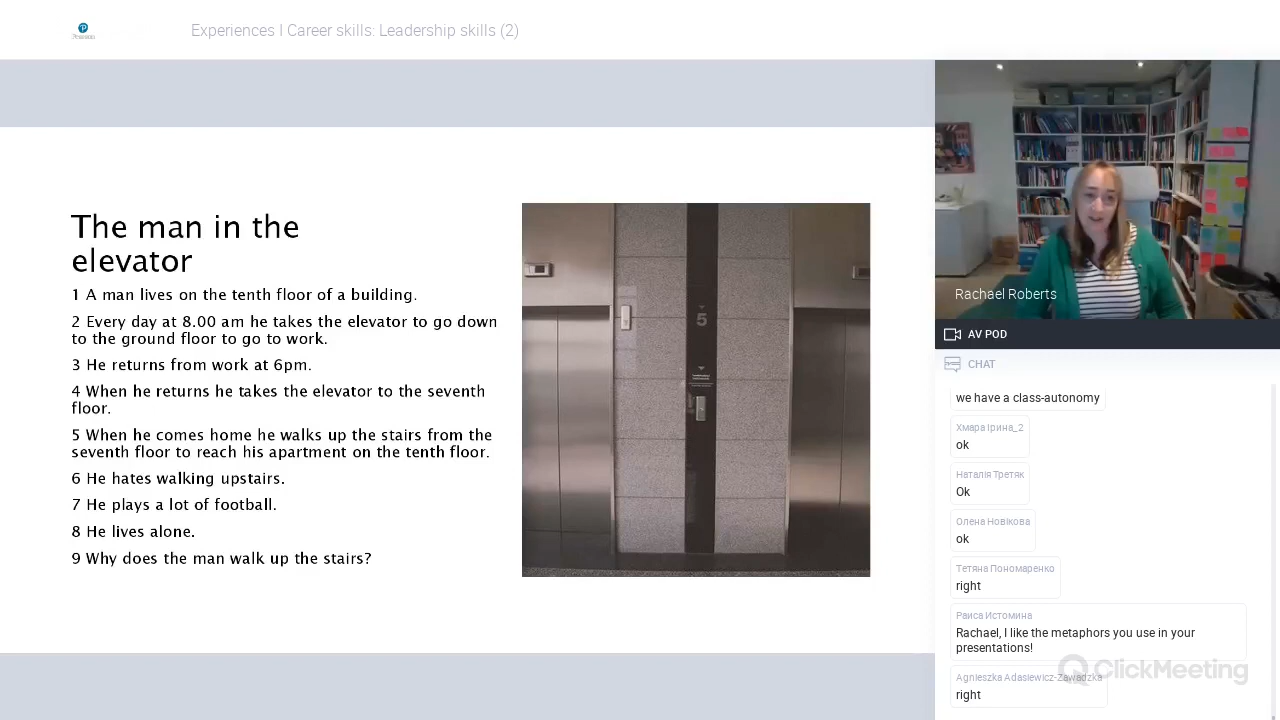 Pearson
Experiences I Career skills: Leadership skills (2)
The man in the
elevator
1 A man lives on the tenth floor of a building.
2 Every day at 8.00 am he takes the elevator to go down
to the ground floor to go to work.
3 He returns from work at 6pm.
4 When he returns he takes the elevator to the seventh
floor.
5 When he comes home he walks up the stairs from the
seventh floor to reach his apartment on the tenth floor.
6 He hates walking upstairs.
7 He plays a lot of football.
8 He lives alone.
9 Why does the man walk up the stairs?
5
Rachael Roberts
AV POD
CHAT
we have a class-autonomy
Хмара Ірина_2
ok
Наталія Третяк
Ok
Олена Новікова
ok
Тетяна Пономаренко
right
Раиса Истомина
Rachael, I like the metaphors you use in your
presentations!
Agnieszka Adasiewicz-Zawadzka
right
ClickMeeting